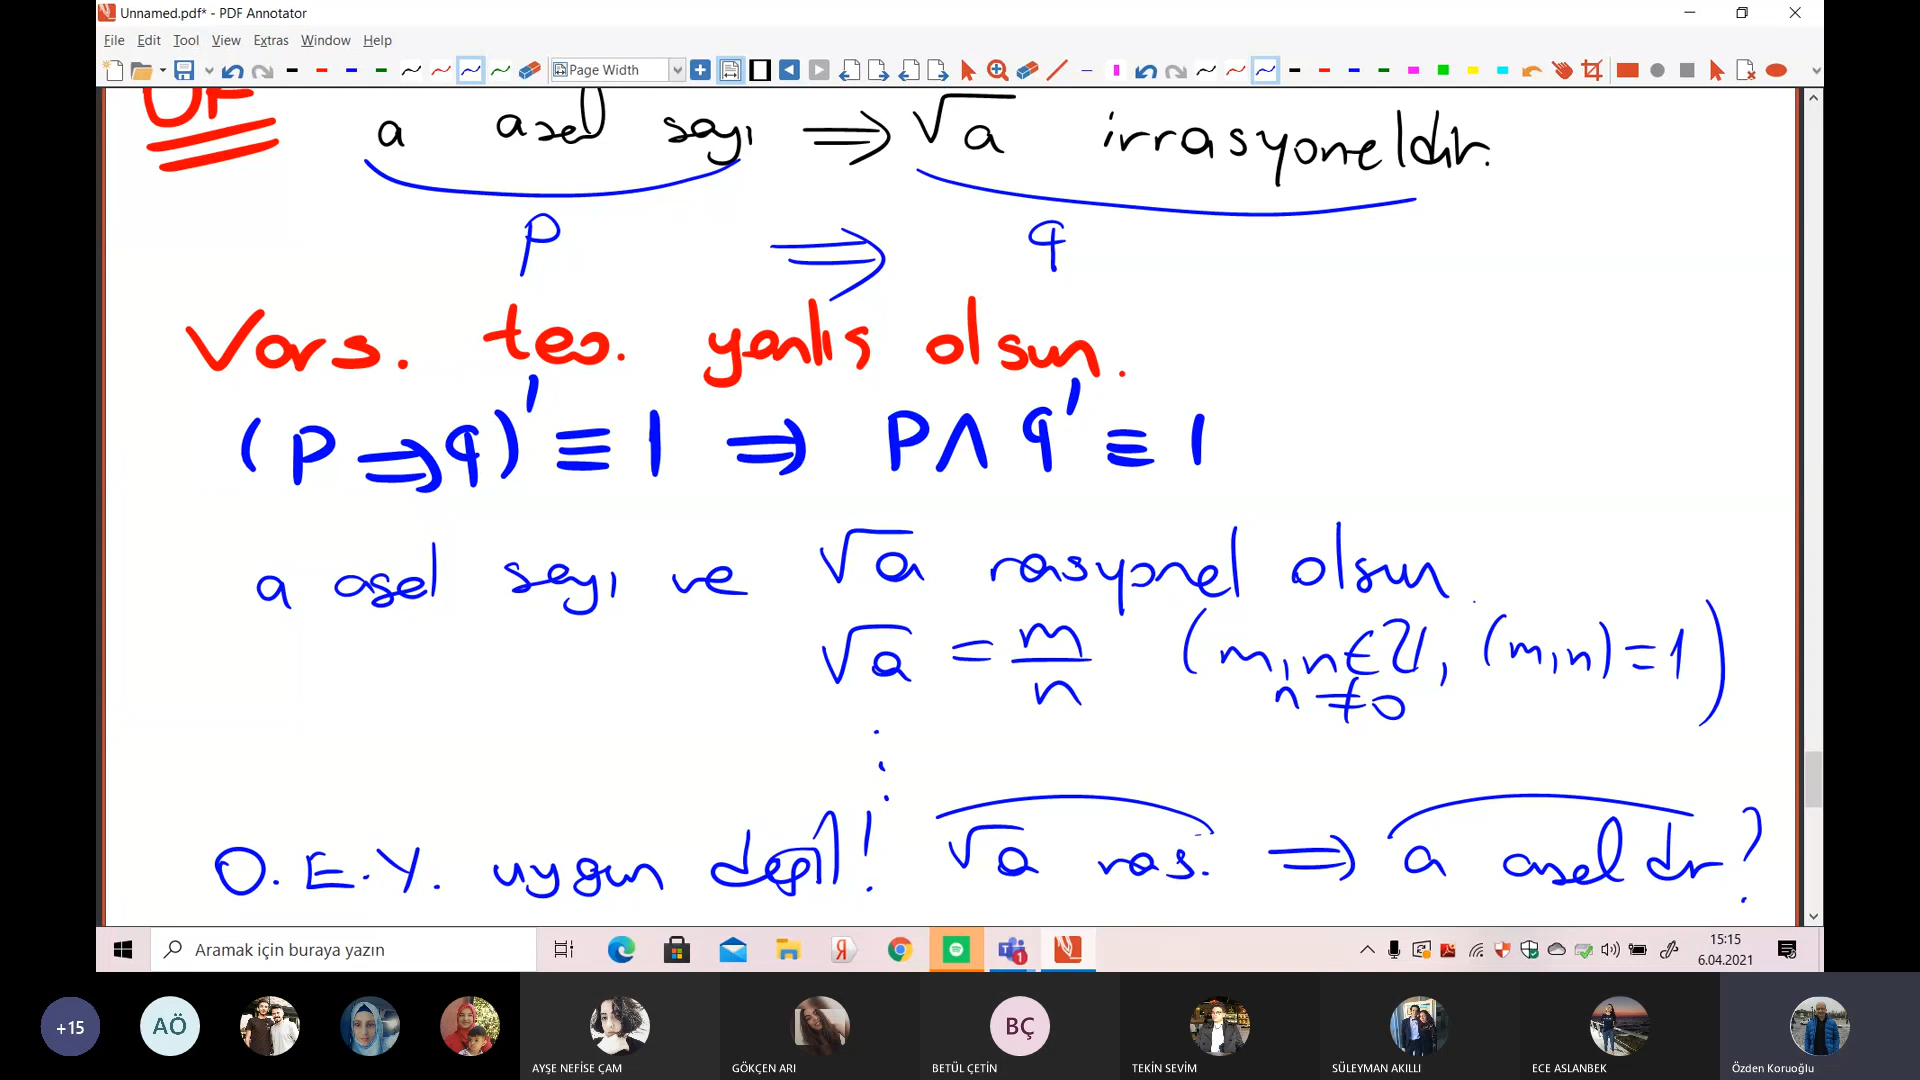 Unnamed.pdf* - PDF Annotator
File Edit Tool View Extras Window Help
Page Width
a asal sayı ⟹ √a irrasyoneldir.
p ⟹ q
Vars. teo. yanlış olsun.
(p ⟹ q)' ≡ 1 ⟹ p ∧ q' ≡ 1
a asal sayı ve √a rasyonel olsun
√a = m/n (m,n ∈ Z, (m,n) = 1)
n ≠ 0
O.E.Y. uygun değil! √a ras. ⟹ a asaldır?
Aramak için buraya yazın
1
15:15
6.04.2021
+15
AÖ
BÇ
AYŞE NEFİSE ÇAM
GÖKÇEN ARI
BETÜL ÇETİN
TEKİN SEVİM
SÜLEYMAN AKILLI
ECE ASLANBEK
Özden Koruoğlu